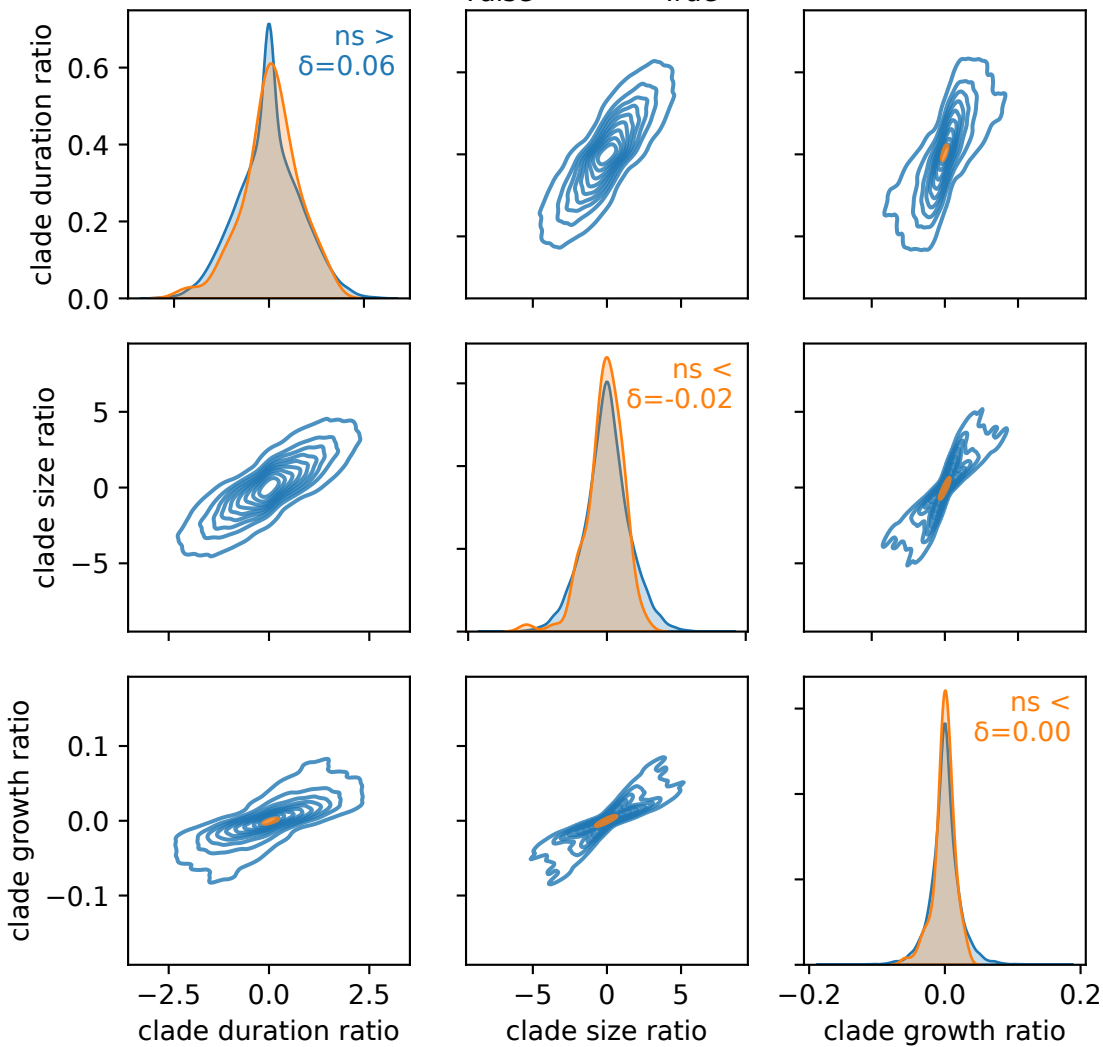 clade duration ratio
0.6
0.4
0.2
0.0
ns >
δ=0.06
clade size ratio
5
0
−5
ns <
δ=-0.02
clade growth ratio
0.1
0.0
−0.1
ns <
δ=0.00
−2.5
0.0
2.5
−5
0
5
−0.2
0.0
0.2
clade duration ratio
clade size ratio
clade growth ratio